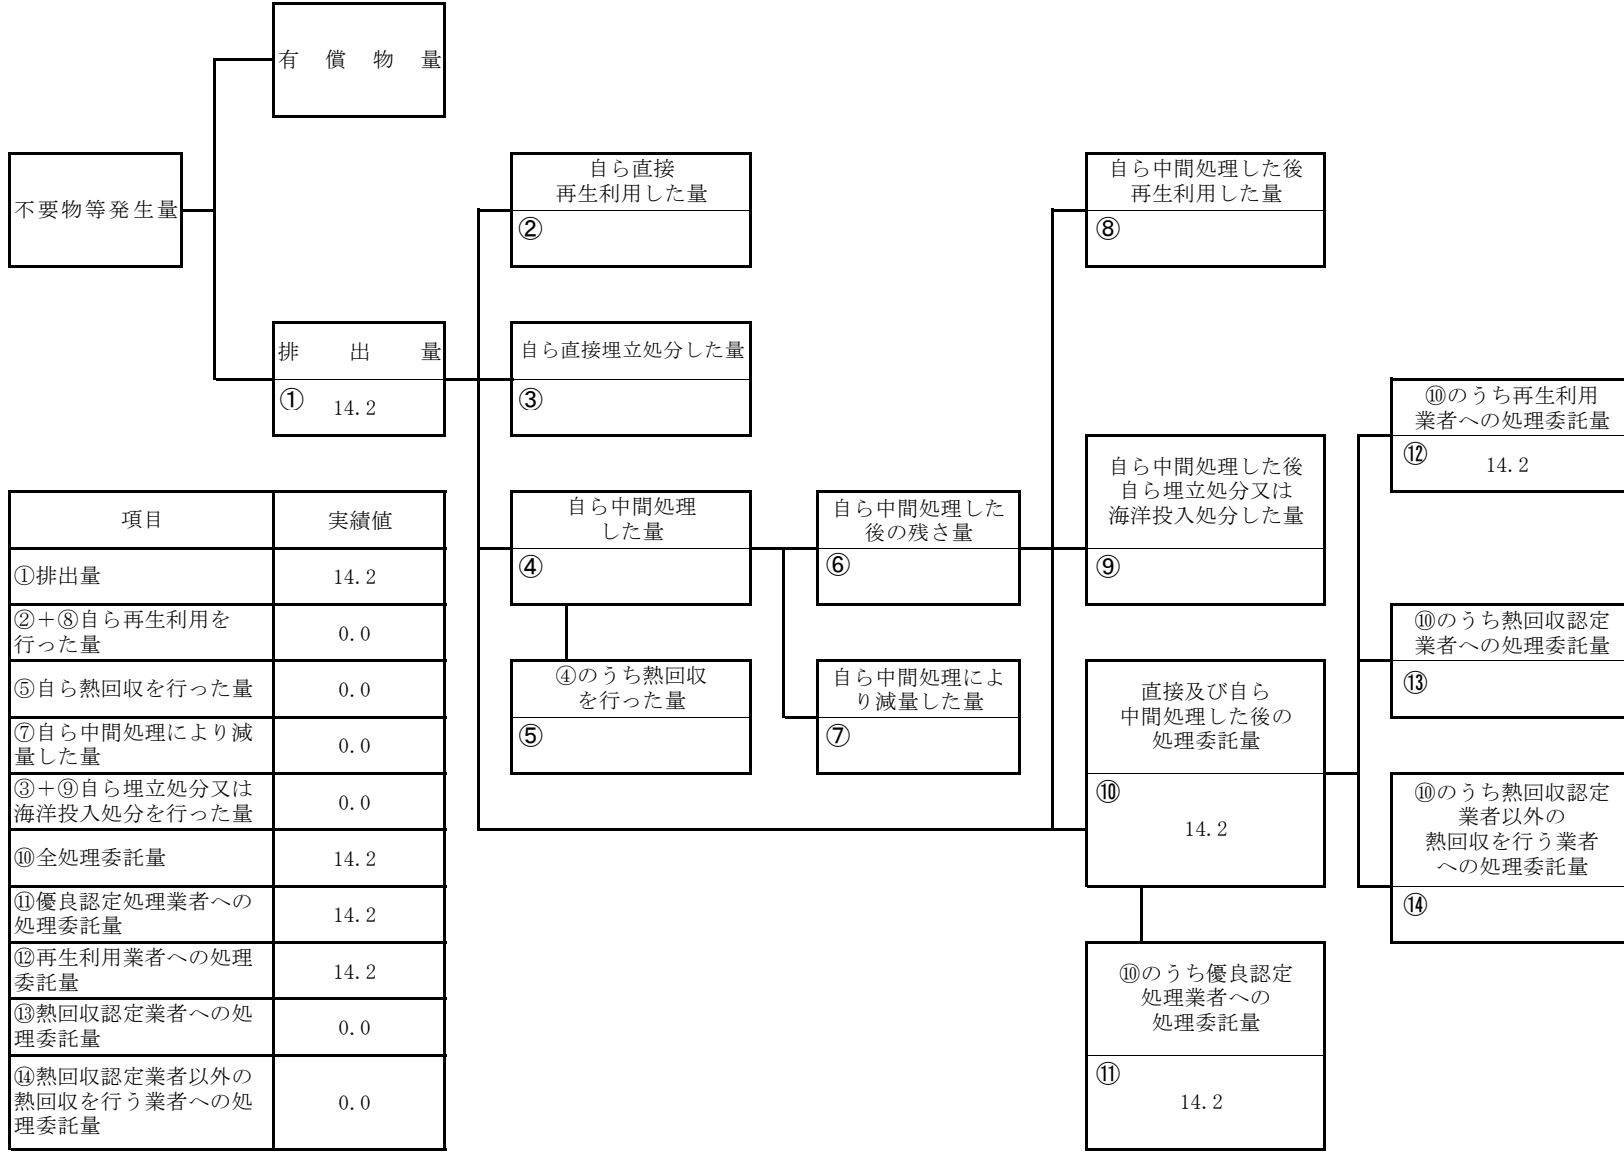 有償物量
不要物等発生量
排出量
① 14.2
自ら直接
再生利用した量
②
自ら直接埋立処分した量
③
自ら中間処理
した量
④
④のうち熱回収
を行った量
⑤
自ら中間処理した
後の残さ量
⑥
自ら中間処理によ
り減量した量
⑦
自ら中間処理した後
再生利用した量
⑧
自ら中間処理した後
自ら埋立処分又は
海洋投入処分した量
⑨
直接及び自ら
中間処理した後の
処理委託量
⑩
14.2
⑩のうち優良認定
処理業者への
処理委託量
⑪
14.2
⑩のうち再生利用
業者への処理委託量
⑫ 14.2
⑩のうち熱回収認定
業者への処理委託量
⑬
⑩のうち熱回収認定
業者以外の
熱回収を行う業者
への処理委託量
⑭
項目 実績値
①排出量 14.2
②＋⑧自ら再生利用を
行った量 0.0
⑤自ら熱回収を行った量 0.0
⑦自ら中間処理により減
量した量 0.0
③＋⑨自ら埋立処分又は
海洋投入処分を行った量 0.0
⑩全処理委託量 14.2
⑪優良認定処理業者への
処理委託量 14.2
⑫再生利用業者への処理
委託量 14.2
⑬熱回収認定業者への処
理委託量 0.0
⑭熱回収認定業者以外の
熱回収を行う業者への処
理委託量 0.0